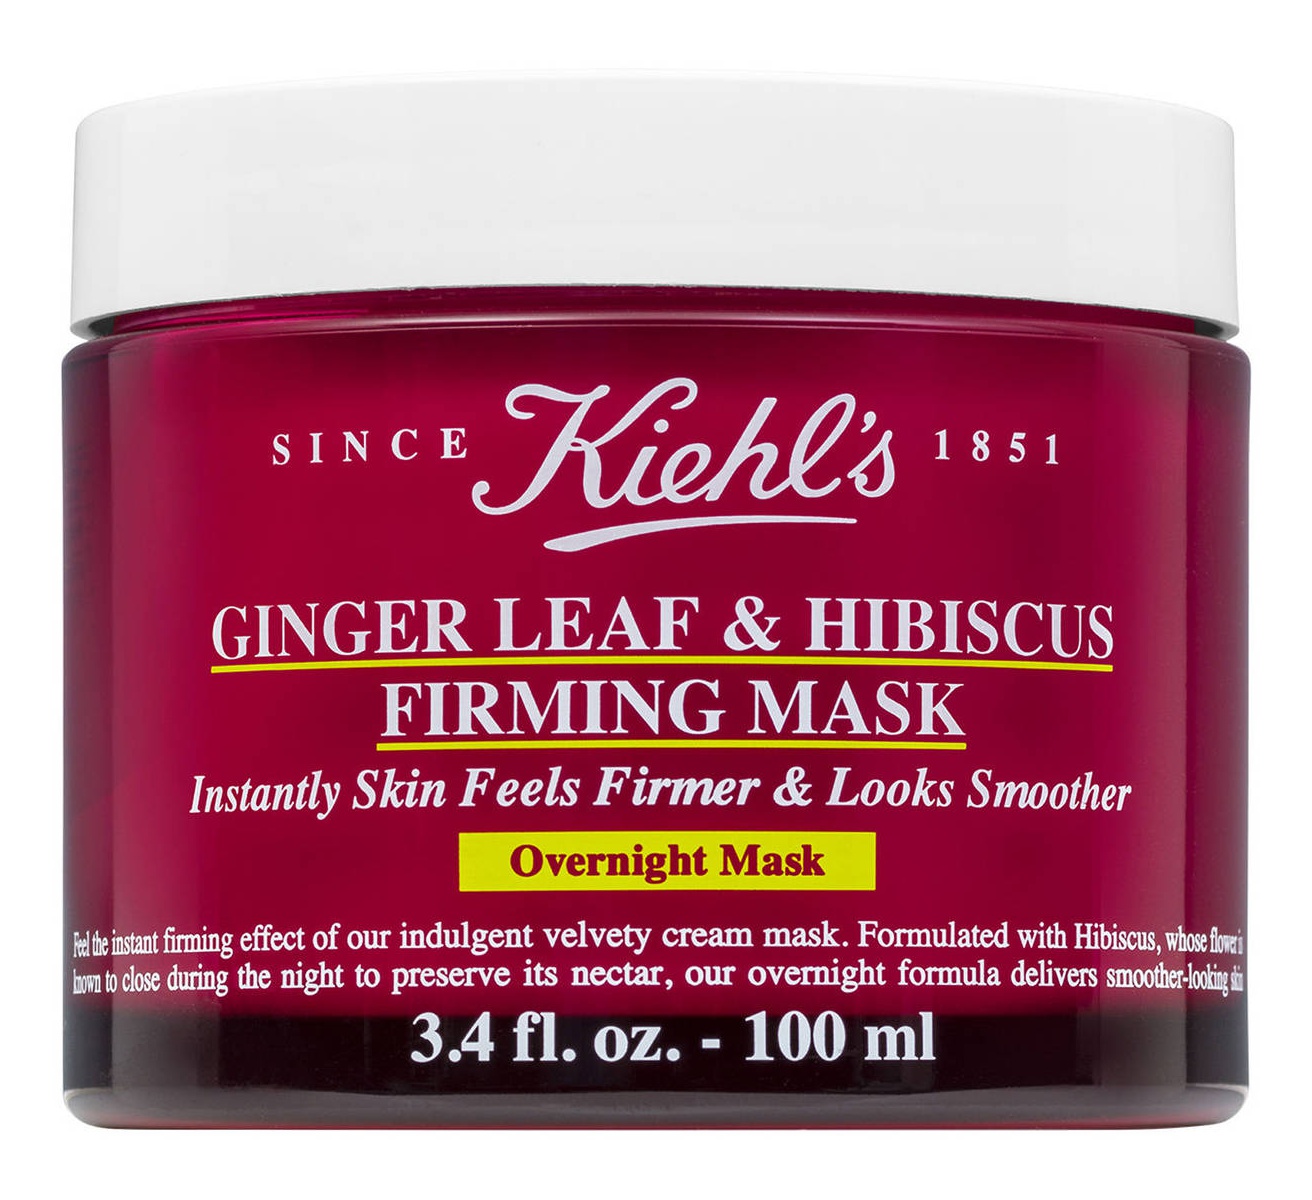 SINCE Kiehl's 1851
GINGER LEAF & HIBISCUS
FIRMING MASK
Instantly Skin Feels Firmer & Looks Smoother
Overnight Mask
Feel the instant firming effect of our indulgent velvety cream mask. Formulated with Hibiscus, whose flower is
known to close during the night to preserve its nectar, our overnight formula delivers smoother-looking skin
3.4 fl. oz. - 100 ml